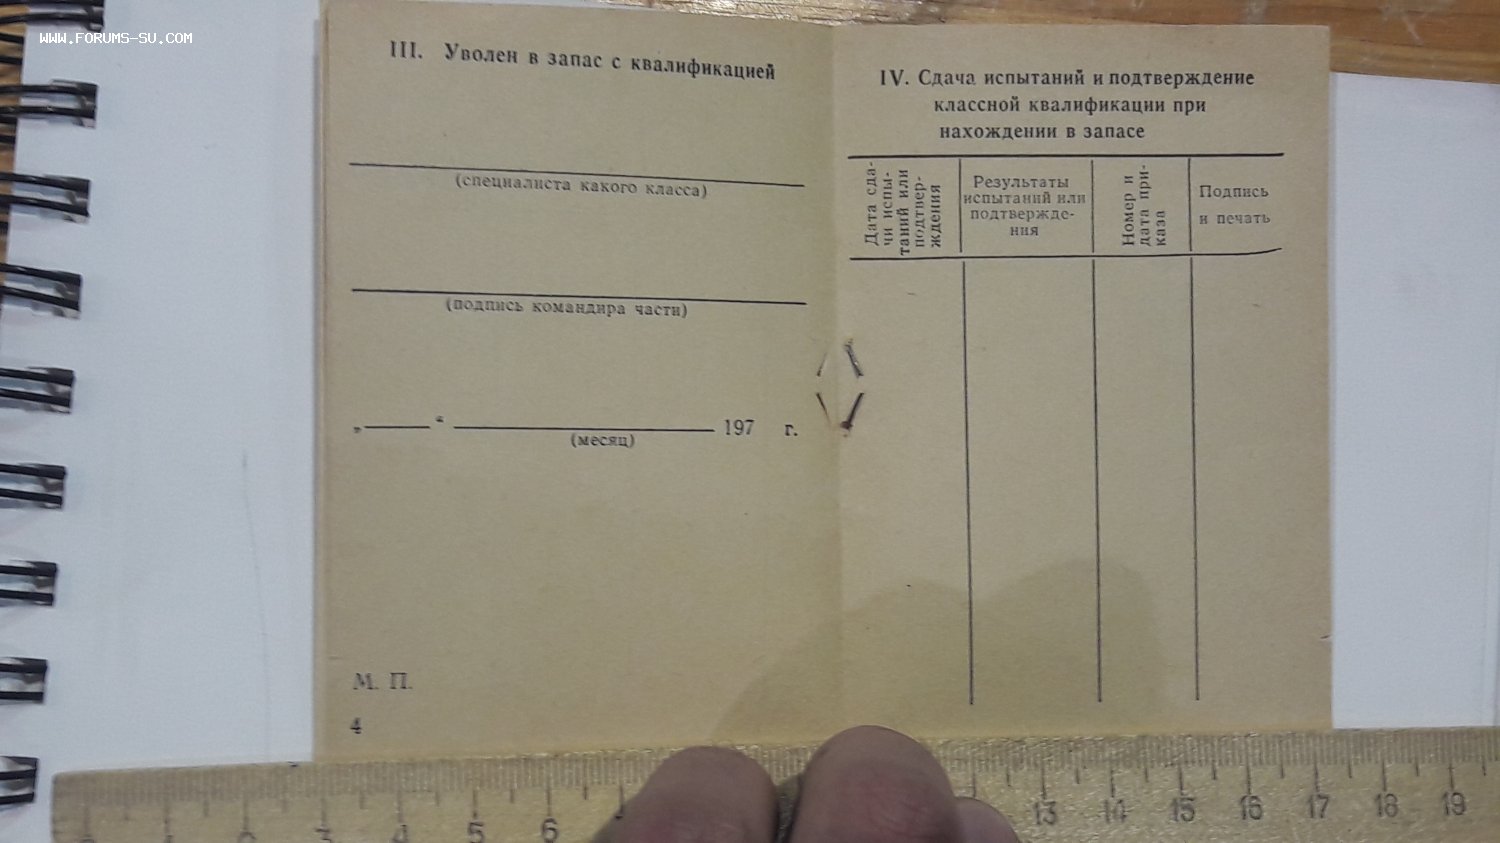 WWW.FORUMS-SU.COM
III. Уволен в запас с квалификацией
(специалиста какого класса)
(подпись командира части)
„ “ 197 г.
(месяц)
М. П.
4
IV. Сдача испытаний и подтверждение
классной квалификации при
нахождении в запасе
Дата сда-
чи испы-
таний или
подтвер-
ждения
Результаты
испытаний или
подтвержде-
ния
Номер и
дата при-
каза
Подпись
и печать
3 4 5 6 13 14 15 16 17 18 19